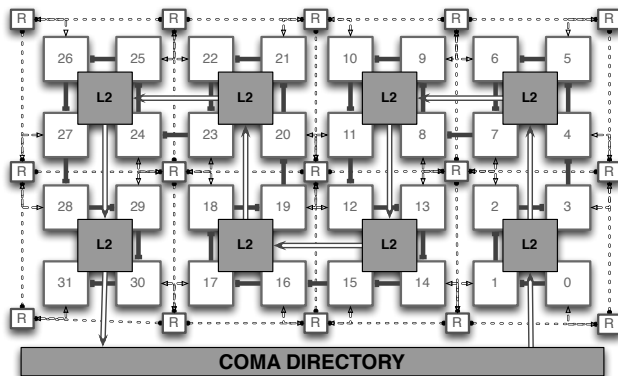 R R R R R
26 25 22 21 10 9 6 5
L2 L2 L2 L2
27 24 23 20 11 8 7 4
R R R R R
28 29 18 19 12 13 2 3
L2 L2 L2 L2
31 30 17 16 15 14 1 0
R R R R R
COMA DIRECTORY